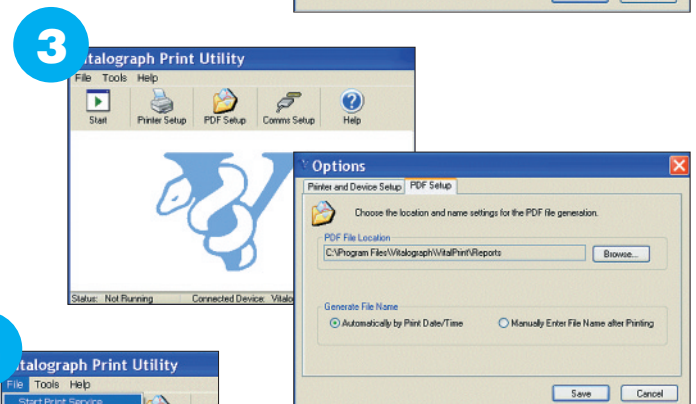 3
talograph Print Utility
File Tools Help
Start Printer Setup PDF Setup Comms Setup Help
Status: Not Running Connected Device: Vitalo
Options
Printer and Device Setup PDF Setup
Choose the location and name settings for the PDF file generation.
PDF File Location
C:\Program Files\Vitalograph\VitalPrint\Reports Browse...
Generate File Name
Automatically by Print Date/Time Manually Enter File Name after Printing
Save Cancel
talograph Print Utility
File Tools Help
Start Print Service